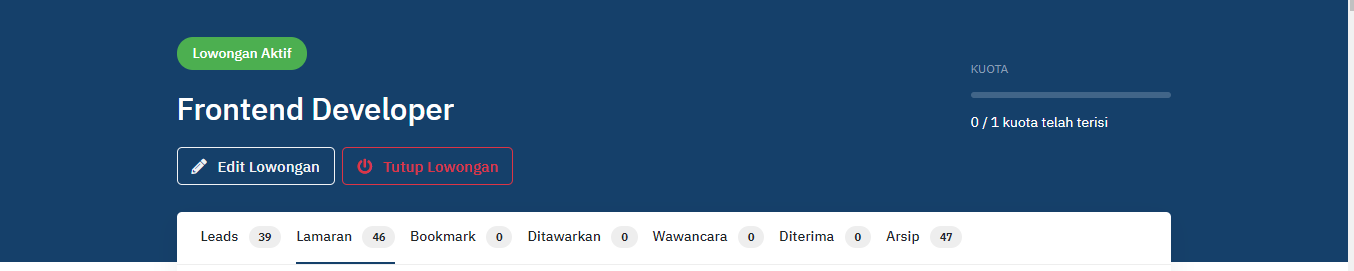 Lowongan Aktif
KUOTA
Frontend Developer
0 / 1 kuota telah terisi
Edit Lowongan Tutup Lowongan
Leads 39 Lamaran 46 Bookmark 0 Ditawarkan 0 Wawancara 0 Diterima 0 Arsip 47